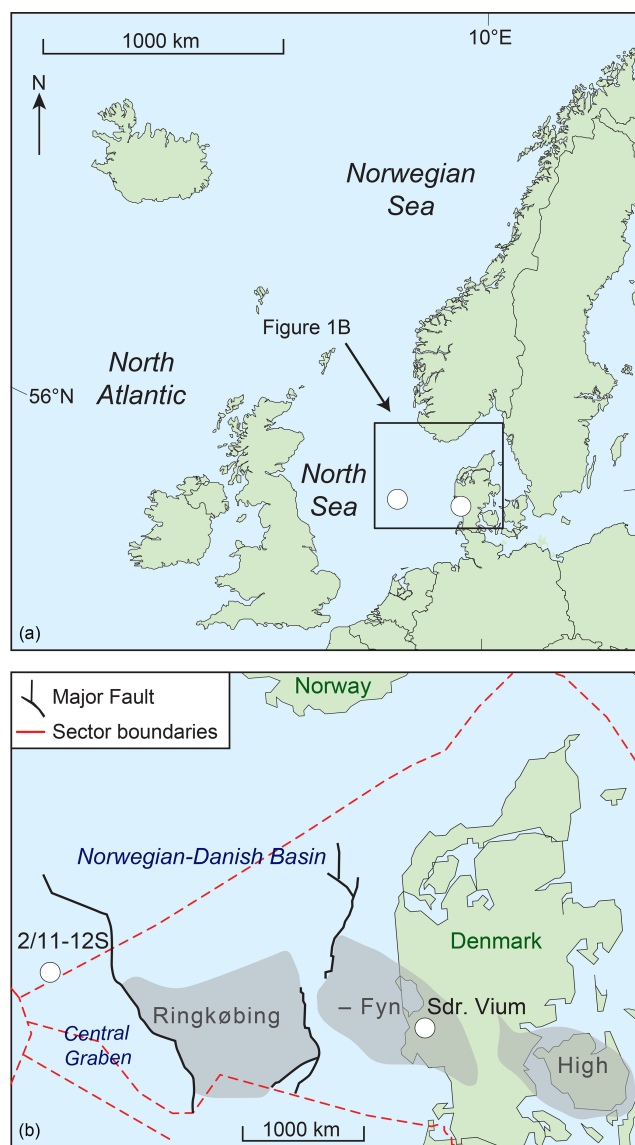 1000 km
10°E
N
Norwegian
Sea
Figure 1B
North
Atlantic
56°N
North
Sea
(a)
Major Fault
Sector boundaries
Norway
Norwegian-Danish Basin
2/11-12S
Denmark
Ringkøbing
– Fyn
Sdr. Vium
Central
Graben
High
(b)
1000 km